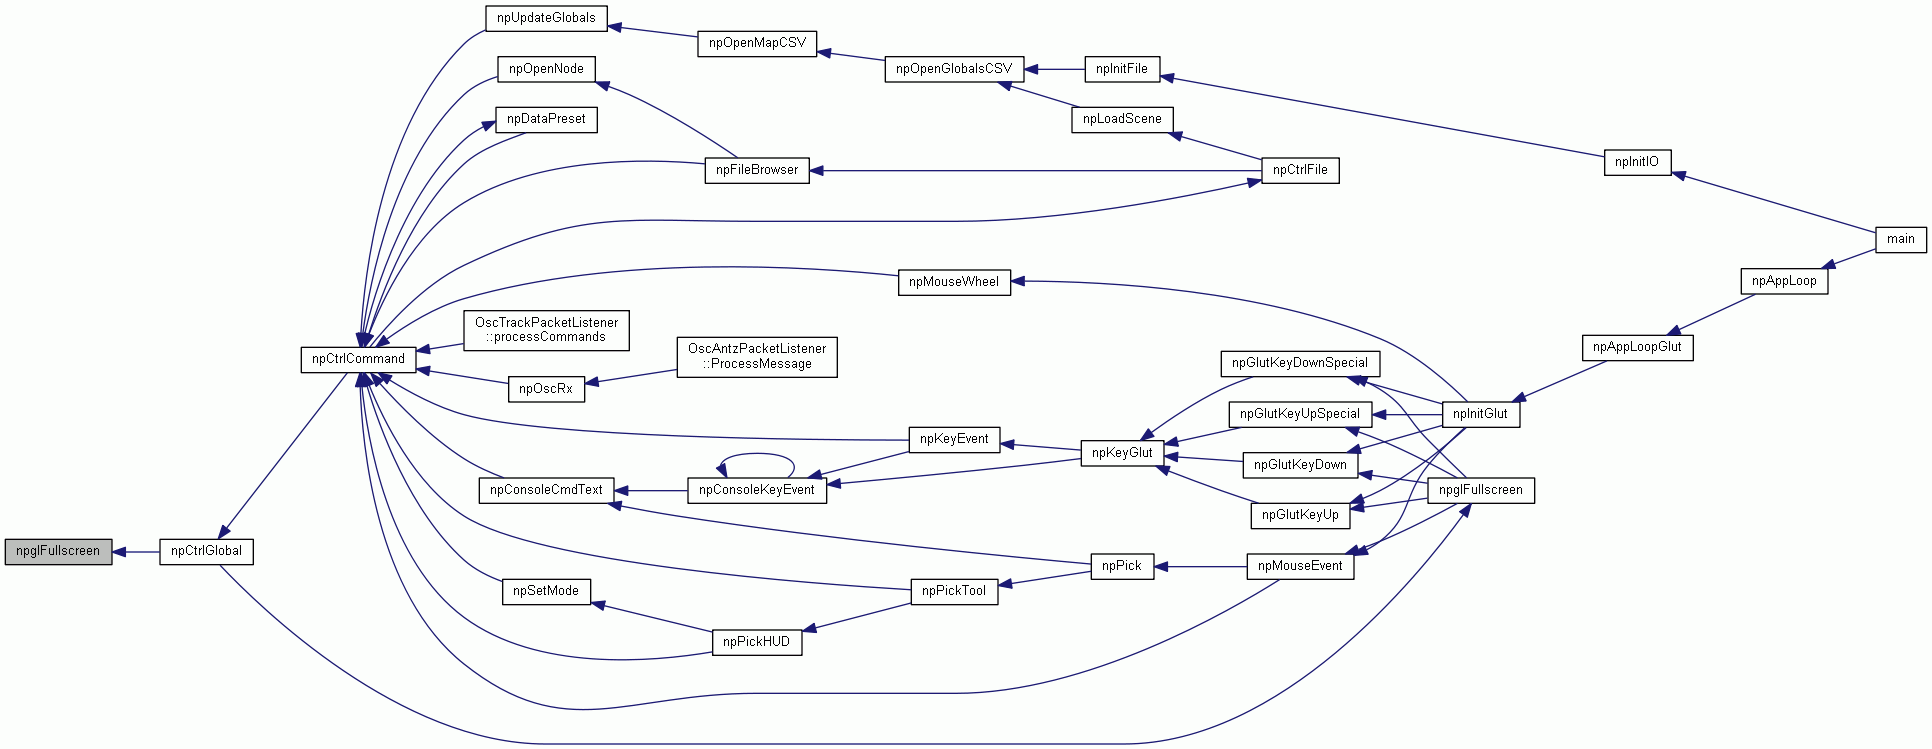 npUpdateGlobals
npOpenMapCSV
npOpenNode
npOpenGlobalsCSV
npInitFile
npDataPreset
npLoadScene
npFileBrowser
npCtrlFile
npInitIO
main
npMouseWheel
npAppLoop
OscTrackPacketListener
::processCommands
npCtrlCommand
OscAntzPacketListener
::ProcessMessage
npAppLoopGlut
npOscRx
npGlutKeyDownSpecial
npGlutKeyUpSpecial
npInitGlut
npKeyEvent
npKeyGlut
npGlutKeyDown
npConsoleCmdText
npConsoleKeyEvent
npglFullscreen
npGlutKeyUp
npglFullscreen
npCtrlGlobal
npPick
npMouseEvent
npSetMode
npPickTool
npPickHUD